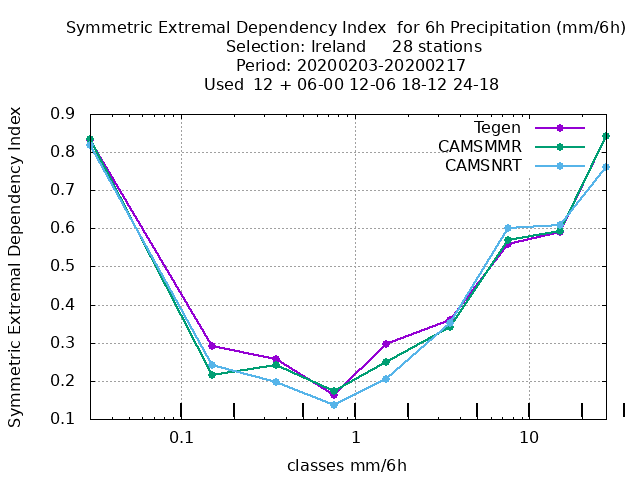 Symmetric Extremal Dependency Index  for 6h Precipitation (mm/6h)
Selection: Ireland     28 stations
Period: 20200203-20200217
Used  12 + 06-00 12-06 18-12 24-18
Symmetric Extremal Dependency Index
0.9
0.8
0.7
0.6
0.5
0.4
0.3
0.2
0.1
Tegen
CAMSMMR
CAMSNRT
0.1
1
10
classes mm/6h